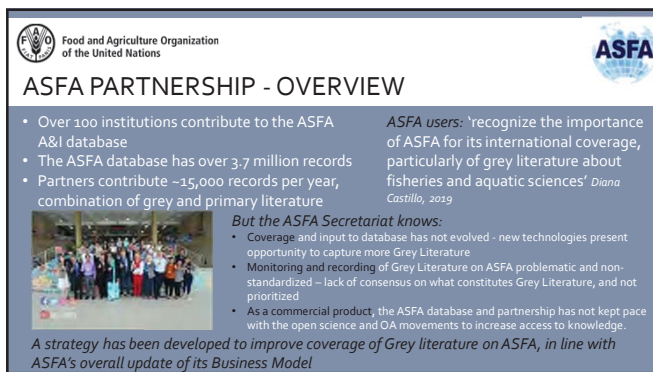 Food and Agriculture Organization
of the United Nations
ASFA
ASFA PARTNERSHIP - OVERVIEW
• Over 100 institutions contribute to the ASFA
A&I database
• The ASFA database has over 3.7 million records
• Partners contribute ~15,000 records per year,
combination of grey and primary literature
ASFA users: ‘recognize the importance
of ASFA for its international coverage,
particularly of grey literature about
fisheries and aquatic sciences’ Diana
Castillo, 2019
But the ASFA Secretariat knows:
• Coverage and input to database has not evolved - new technologies present
opportunity to capture more Grey Literature
• Monitoring and recording of Grey Literature on ASFA problematic and non-
standardized – lack of consensus on what constitutes Grey Literature, and not
prioritized
• As a commercial product, the ASFA database and partnership has not kept pace
with the open science and OA movements to increase access to knowledge.
A strategy has been developed to improve coverage of Grey literature on ASFA, in line with
ASFA’s overall update of its Business Model